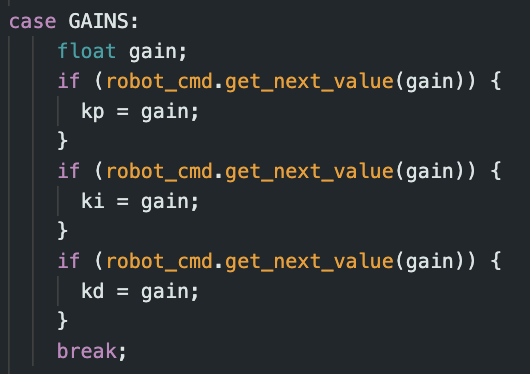 case GAINS:
float gain;
if (robot_cmd.get_next_value(gain)) {
kp = gain;
}
if (robot_cmd.get_next_value(gain)) {
ki = gain;
}
if (robot_cmd.get_next_value(gain)) {
kd = gain;
}
break;